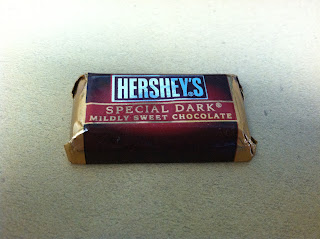 HERSHEY'S
SPECIAL DARK®
MILDLY SWEET CHOCOLATE